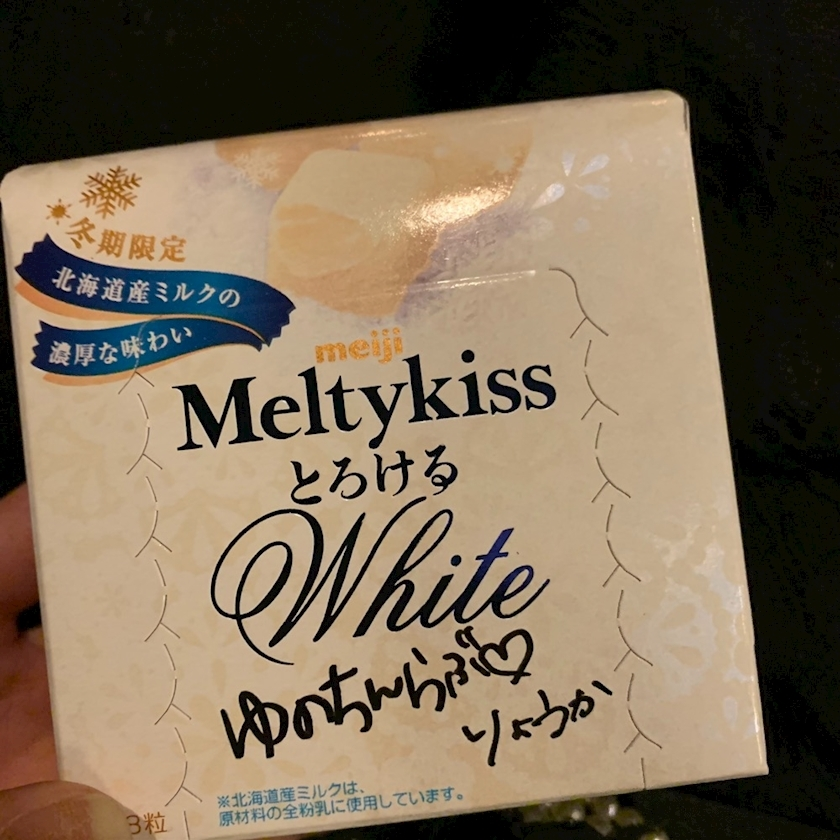 冬期限定
北海道産ミルクの
濃厚な味わい
meiji
Meltykiss
とろける
White
ゆのちんらぶ♡
りょうか
3粒
※北海道産ミルクは、
原材料の全粉乳に使用しています。